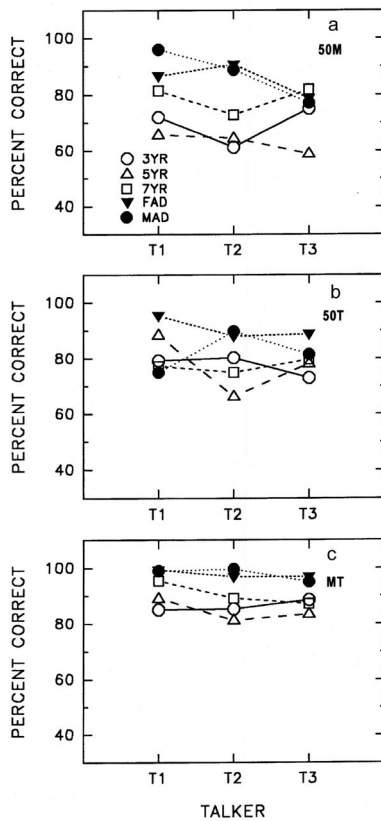 a
50M
PERCENT CORRECT
100
80
60
40
3YR
5YR
7YR
FAD
MAD
T1 T2 T3
b
50T
PERCENT CORRECT
100
80
60
40
T1 T2 T3
c
MT
PERCENT CORRECT
100
80
60
40
T1 T2 T3
TALKER